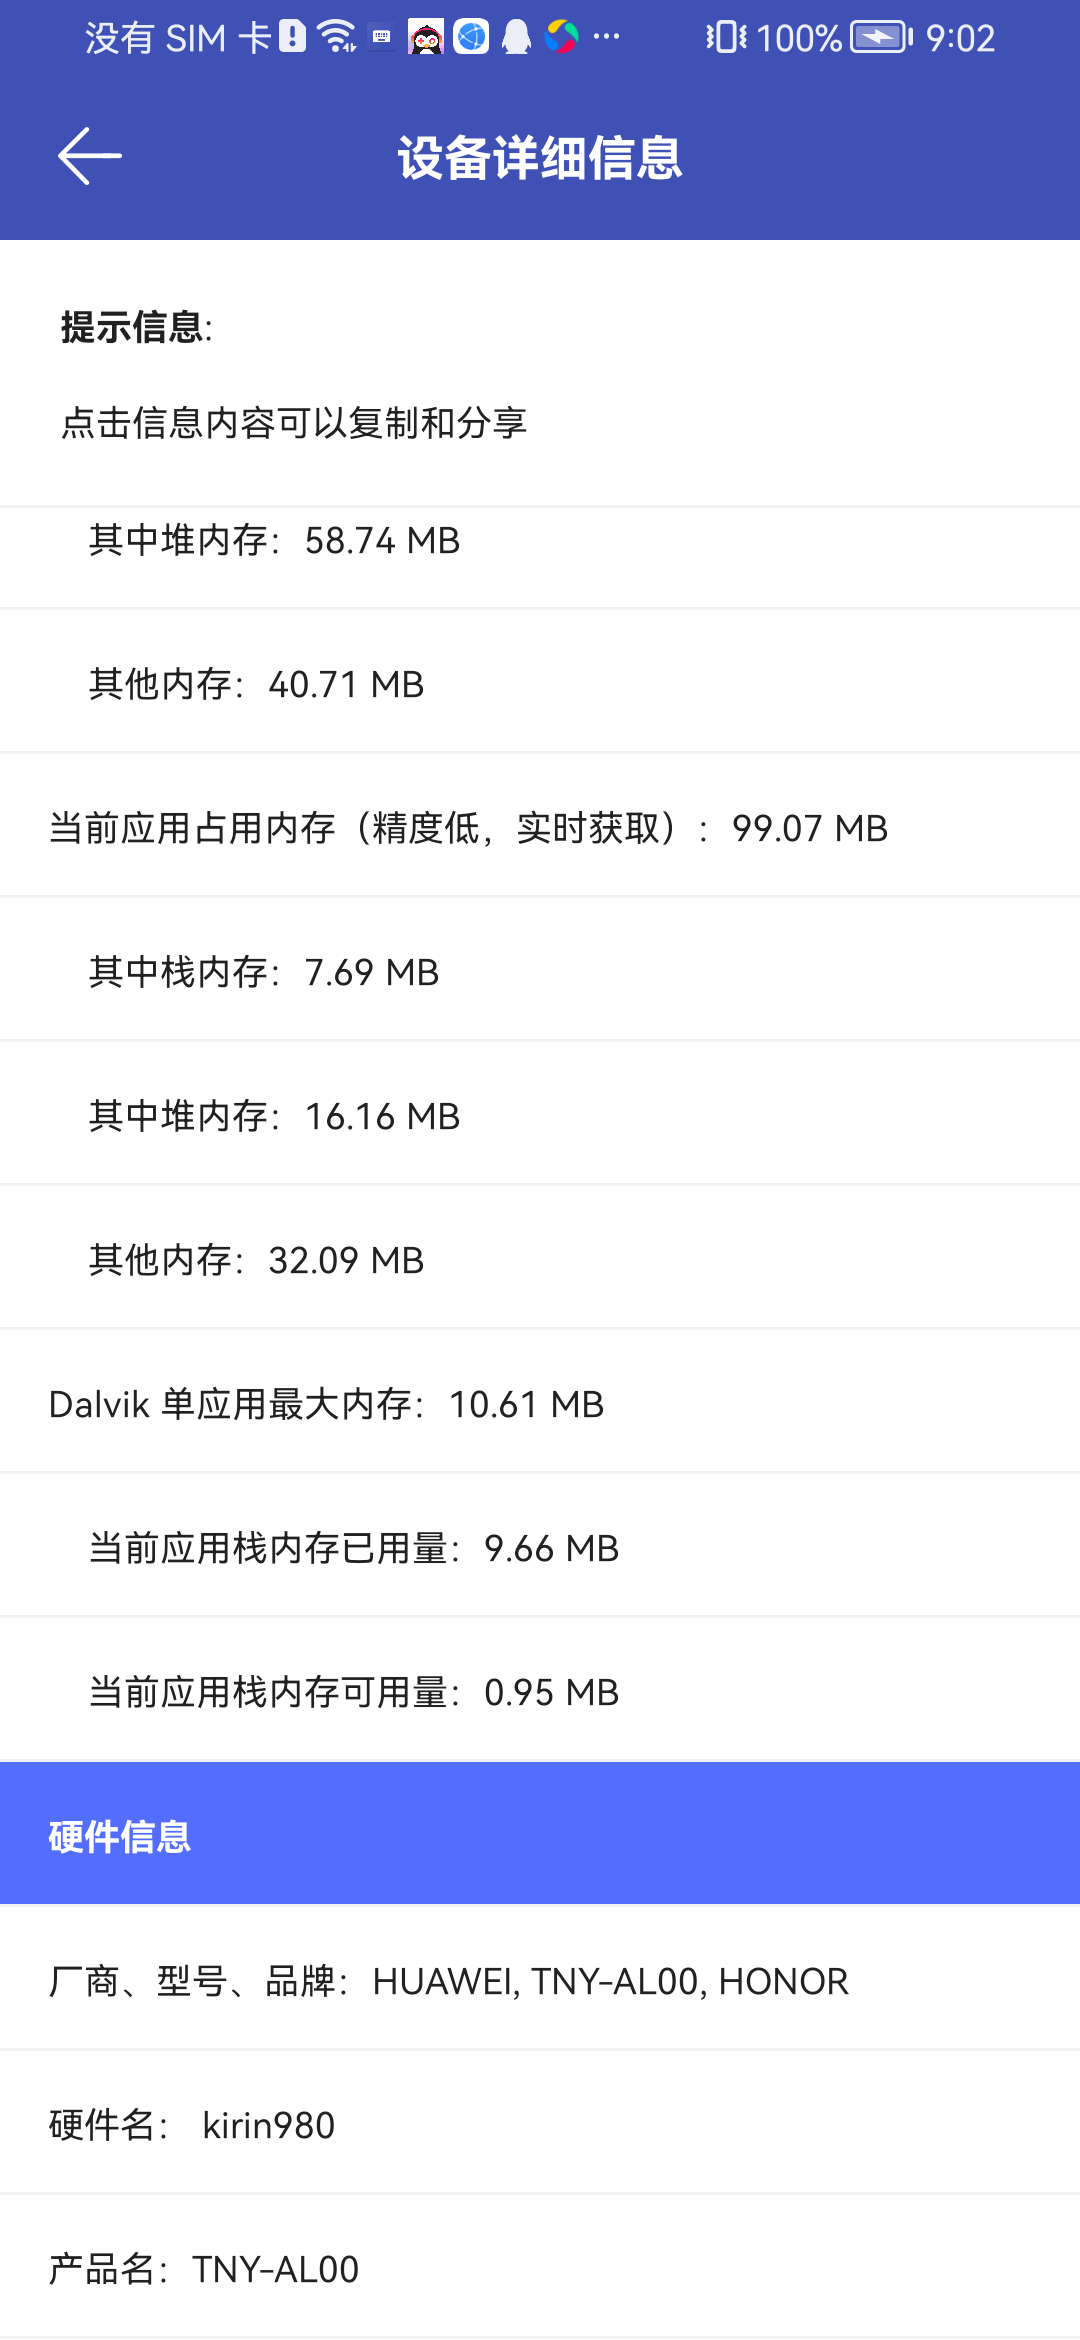 没有 SIM 卡 100% 9:02
设备详细信息
提示信息:
点击信息内容可以复制和分享
其中堆内存：58.74 MB
其他内存：40.71 MB
当前应用占用内存（精度低，实时获取）：99.07 MB
其中栈内存：7.69 MB
其中堆内存：16.16 MB
其他内存：32.09 MB
Dalvik 单应用最大内存：10.61 MB
当前应用栈内存已用量：9.66 MB
当前应用栈内存可用量：0.95 MB
硬件信息
厂商、型号、品牌：HUAWEI, TNY-AL00, HONOR
硬件名： kirin980
产品名：TNY-AL00